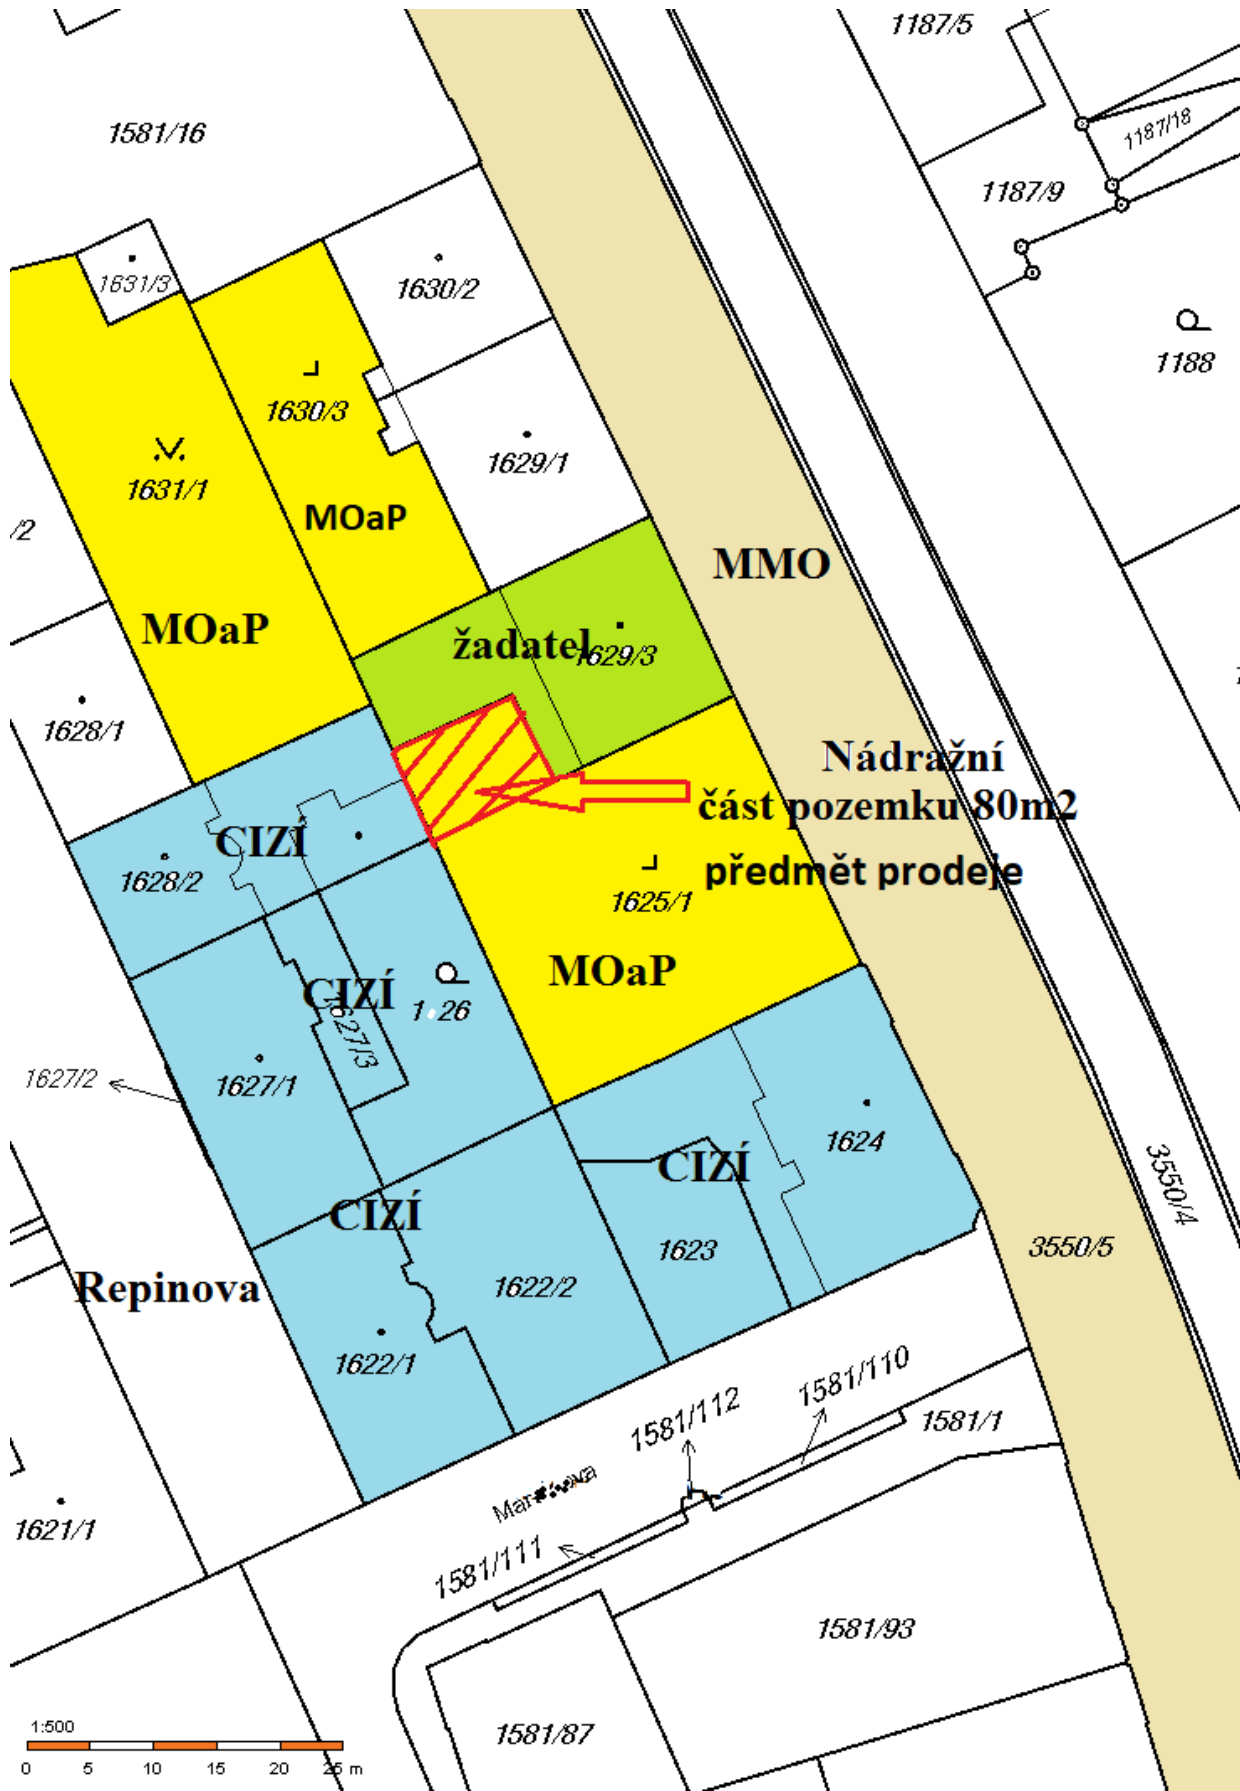 1187/5
1581/16
1187/18
1187/9
1631/3
1630/2
1188
1630/3
1629/1
1631/1
MOaP
/2
MMO
MOaP
žadatel
1629/3
1628/1
Nádražní
část pozemku 80m2
CIZÍ
předmět prodeje
1628/2
1625/1
MOaP
CIZÍ
1627/3
1627/2
1627/1
1624
CIZÍ
3550/4
CIZÍ
1623
3550/5
Repinova
1622/2
1622/1
1581/110
1581/112
1581/1
1621/1
1581/111
1581/93
1:500
1581/87
0 5 10 15 20 25 m